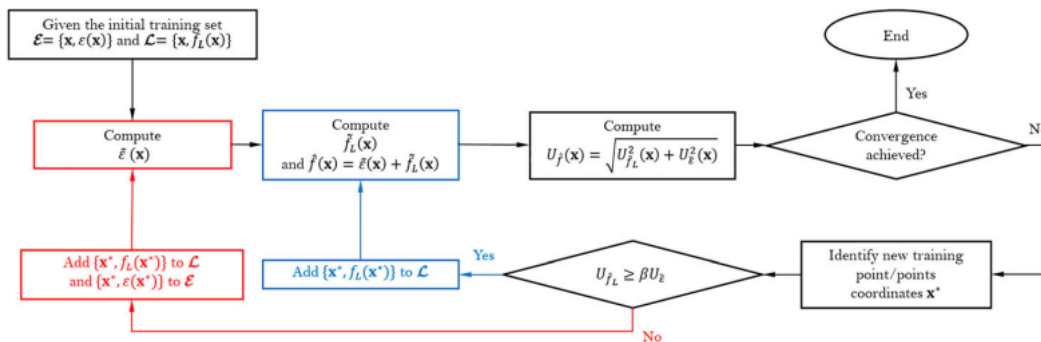 Given the initial training set
𝓔= {𝐱, ε(𝐱)} and 𝓛= {𝐱, f_L(𝐱)}
Compute
ε̃ (𝐱)
Compute
f̃_L(𝐱)
and f̂(𝐱) = ε̃(𝐱) + f̃_L(𝐱)
Compute
U_f̂(𝐱) = √(U²_f̃_L(𝐱) + U²_ε̃(𝐱))
Convergence
achieved?
Yes
End
Identify new training
point/points
coordinates 𝐱*
U_f̃_L ≥ βU_ε̃
Yes
Add {𝐱*, f_L(𝐱*)} to 𝓛
No
Add {𝐱*, f_L(𝐱*)} to 𝓛
and {𝐱*, ε(𝐱*)} to 𝓔